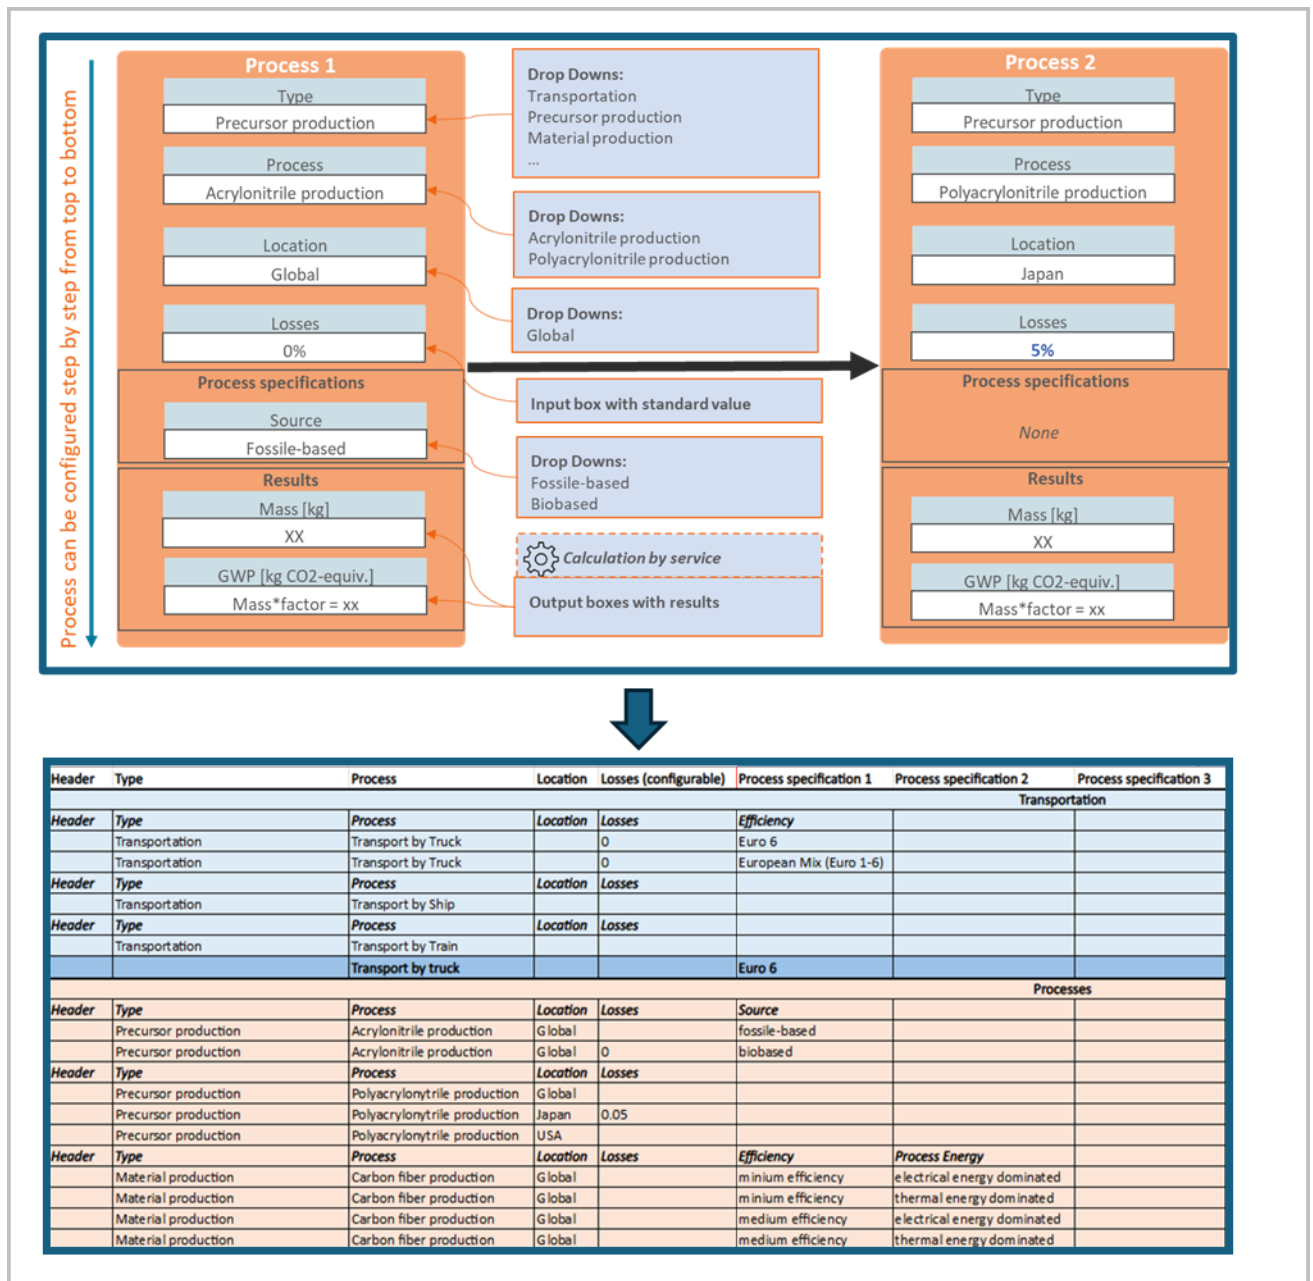 Process can be configured step by step from top to bottom
Process 1
Type
Precursor production
Process
Acrylonitrile production
Location
Global
Losses
0%
Process specifications
Source
Fossile-based
Results
Mass [kg]
XX
GWP [kg CO2-equiv.]
Mass*factor = xx
Drop Downs:
Transportation
Precursor production
Material production
...
Drop Downs:
Acrylonitrile production
Polyacrylonitrile production
Drop Downs:
Global
Input box with standard value
Drop Downs:
Fossile-based
Biobased
Calculation by service
Output boxes with results
Process 2
Type
Precursor production
Process
Polyacrylonitrile production
Location
Japan
Losses
5%
Process specifications
None
Results
Mass [kg]
XX
GWP [kg CO2-equiv.]
Mass*factor = xx
Header Type Process Location Losses (configurable) Process specification 1 Process specification 2 Process specification 3
Transportation
Header Type Process Location Losses Efficiency
Transportation Transport by Truck 0 Euro 6
Transportation Transport by Truck 0 European Mix (Euro 1-6)
Header Type Process Location Losses
Transportation Transport by Ship
Header Type Process Location Losses
Transportation Transport by Train
Transport by truck Euro 6
Processes
Header Type Process Location Losses Source
Precursor production Acrylonitrile production Global fossile-based
Precursor production Acrylonitrile production Global 0 biobased
Header Type Process Location Losses
Precursor production Polyacrylonytrile production Global
Precursor production Polyacrylonytrile production Japan 0.05
Precursor production Polyacrylonytrile production USA
Header Type Process Location Losses Efficiency Process Energy
Material production Carbon fiber production Global minium efficiency electrical energy dominated
Material production Carbon fiber production Global minium efficiency thermal energy dominated
Material production Carbon fiber production Global medium efficiency electrical energy dominated
Material production Carbon fiber production Global medium efficiency thermal energy dominated